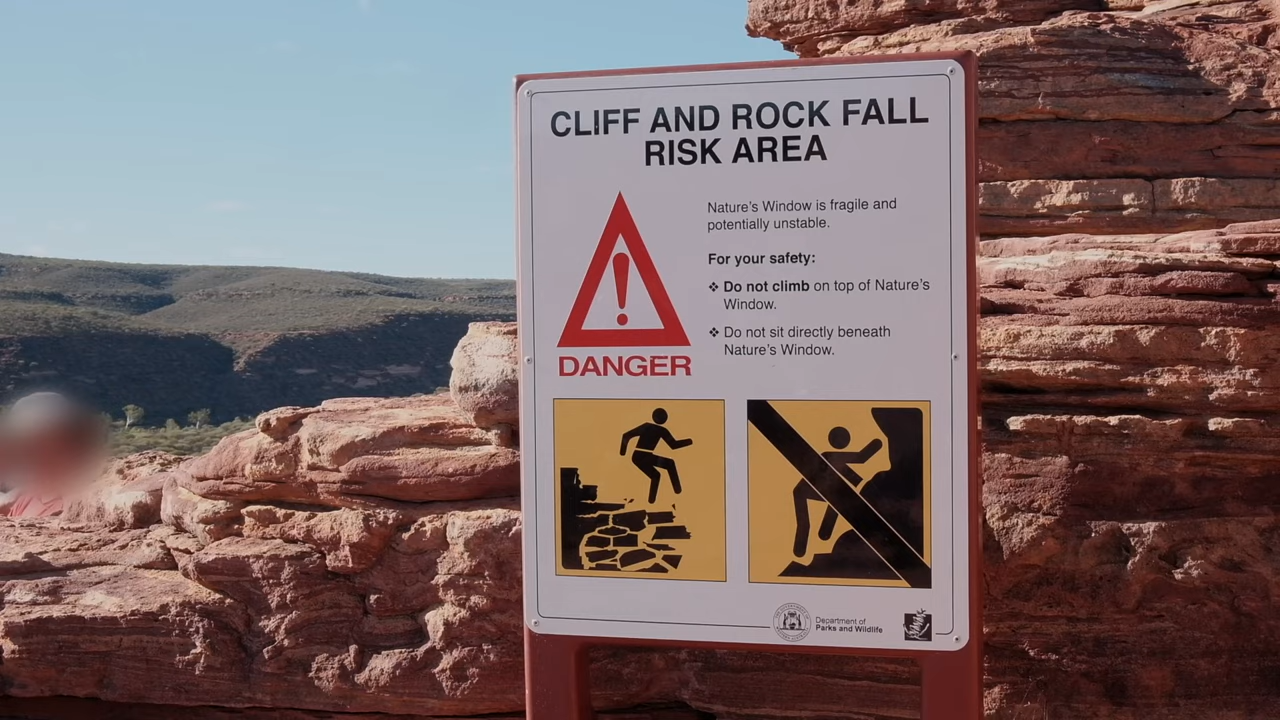 CLIFF AND ROCK FALL
RISK AREA
Nature's Window is fragile and
potentially unstable.
For your safety:
❖ Do not climb on top of Nature's
Window.
❖ Do not sit directly beneath
Nature's Window.
DANGER
Department of
Parks and Wildlife